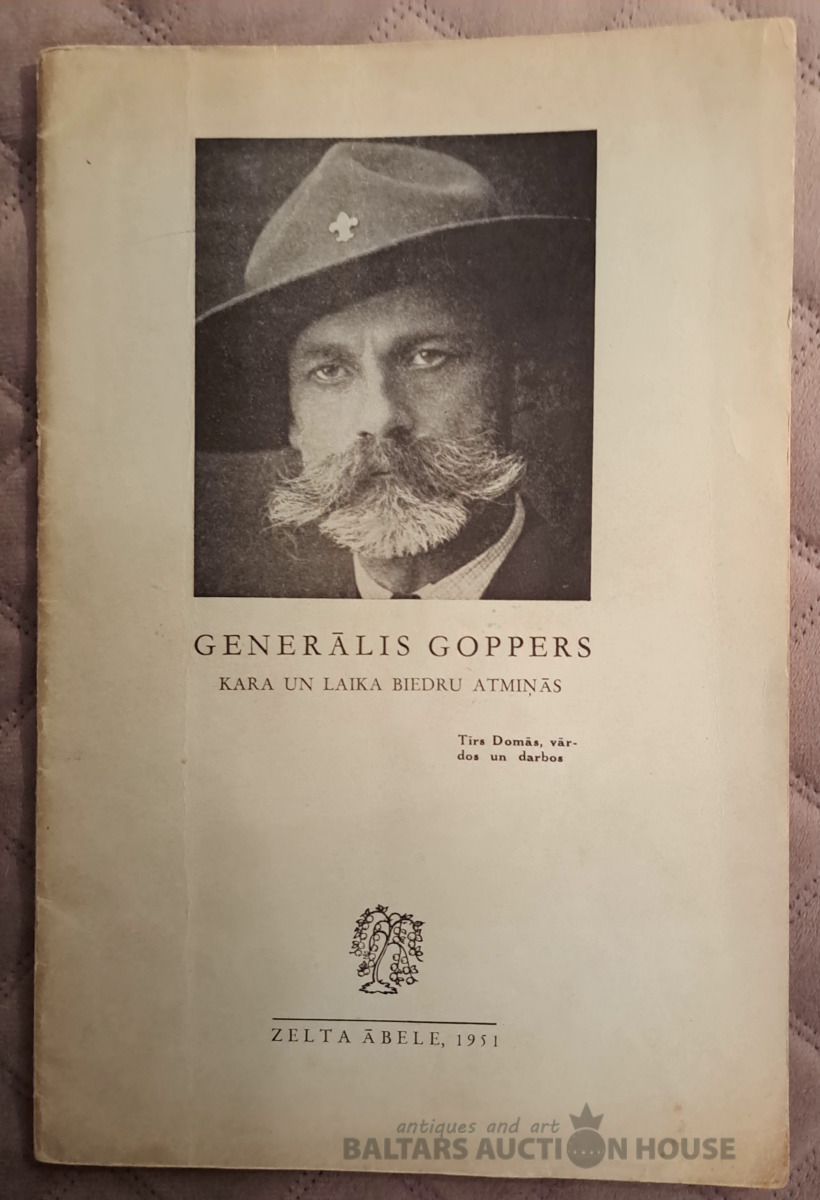 GENERĀLIS GOPPERS
KARA UN LAIKA BIEDRU ATMIŅĀS
Tīrs Domās, vār-
dos un darbos
ZELTA ĀBELE, 1951
antiques and art
BALTARS AUCTION HOUSE